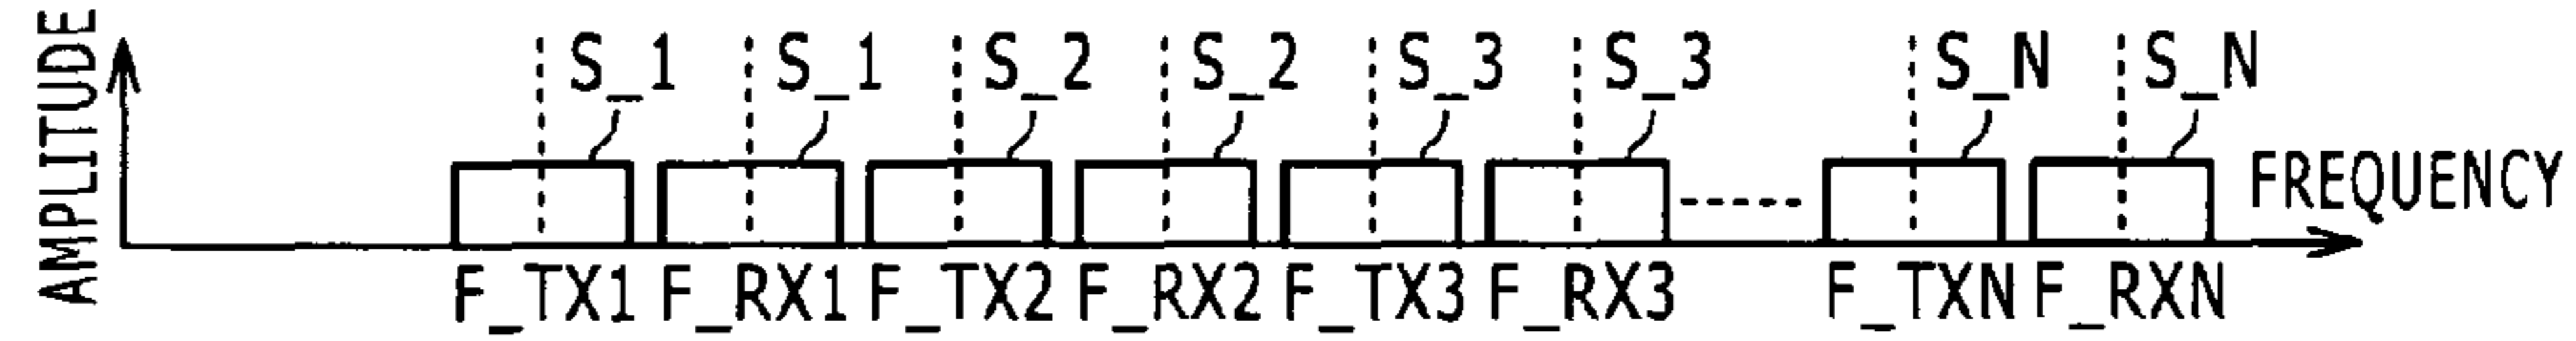 AMPLITUDE
S_1 S_1 S_2 S_2 S_3 S_3 S_N S_N
FREQUENCY
F_TX1 F_RX1 F_TX2 F_RX2 F_TX3 F_RX3 F_TXN F_RXN